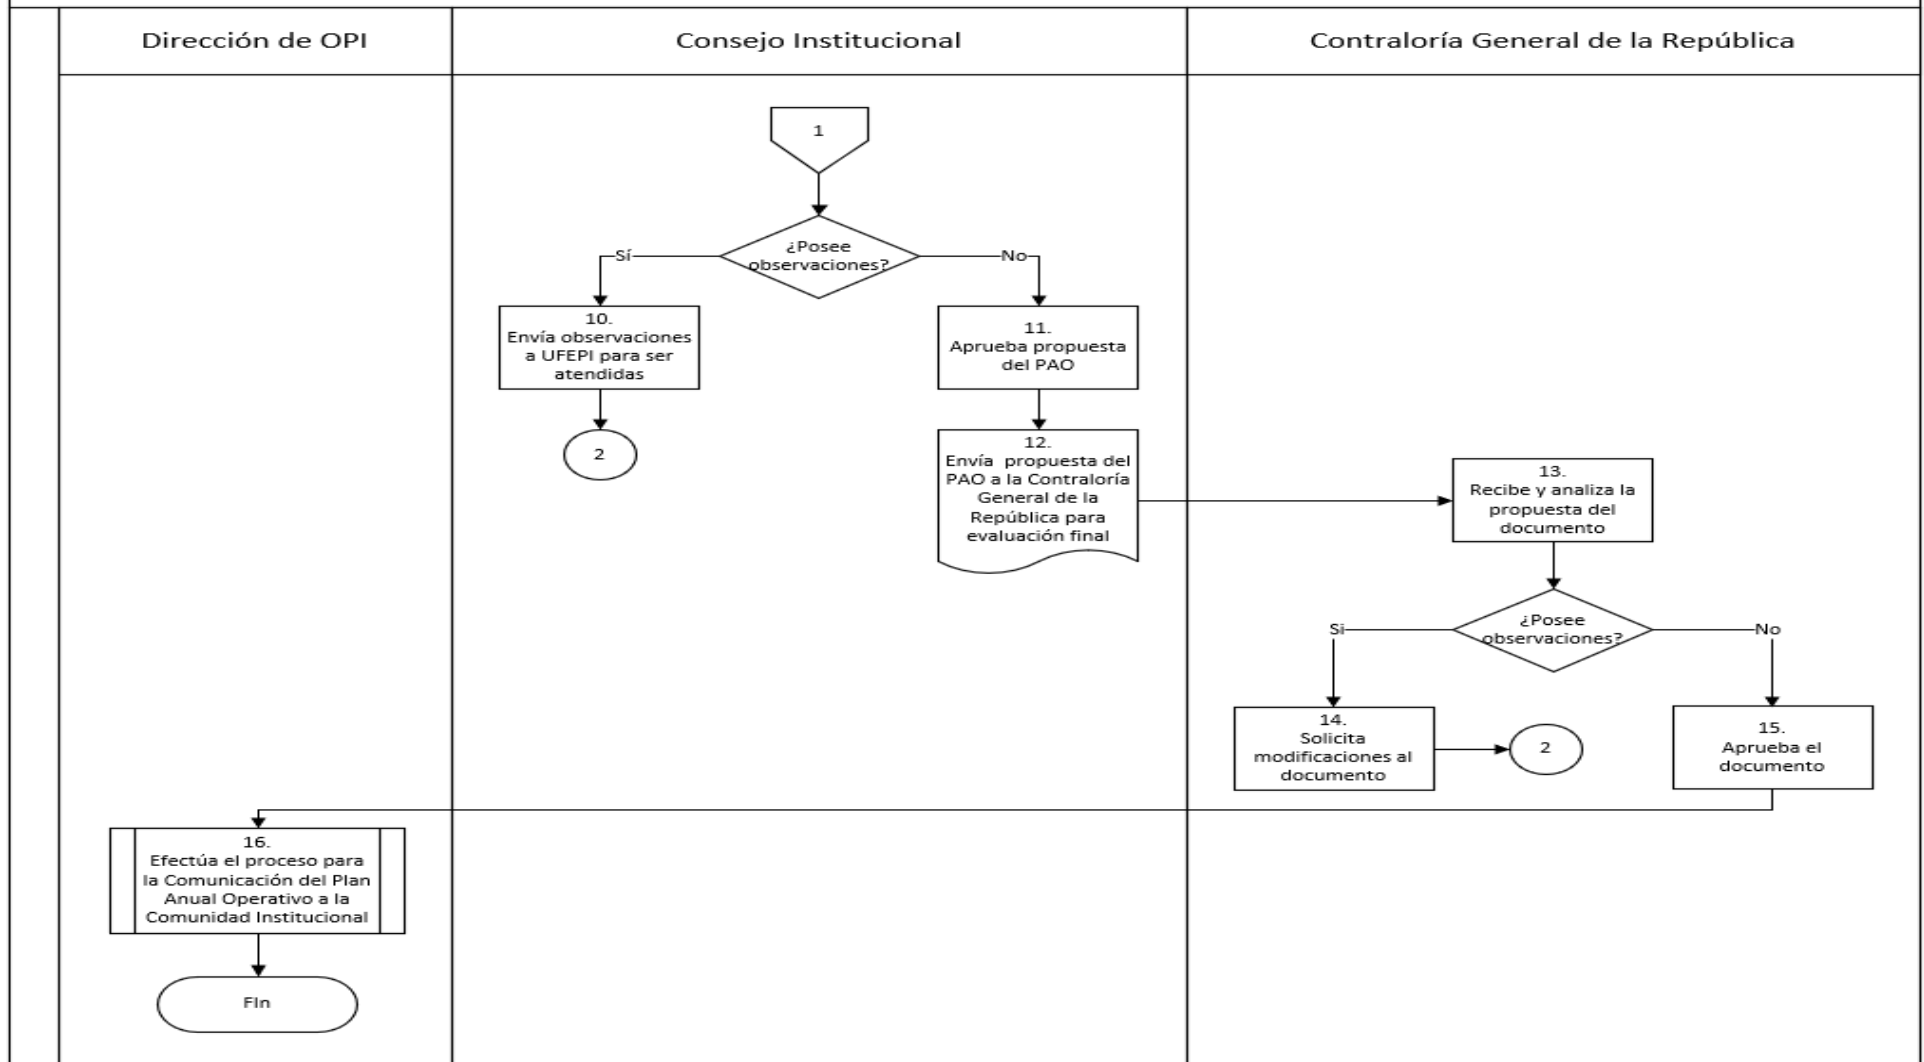 Dirección de OPI
Consejo Institucional
Contraloría General de la República
1
¿Posee
observaciones?
Sí
No
10.
Envía observaciones
a UFEPI para ser
atendidas
11.
Aprueba propuesta
del PAO
2
12.
Envía propuesta del
PAO a la Contraloría
General de la
República para
evaluación final
13.
Recibe y analiza la
propuesta del
documento
¿Posee
observaciones?
Si
No
14.
Solicita
modificaciones al
documento
2
15.
Aprueba el
documento
16.
Efectúa el proceso para
la Comunicación del Plan
Anual Operativo a la
Comunidad Institucional
FIn